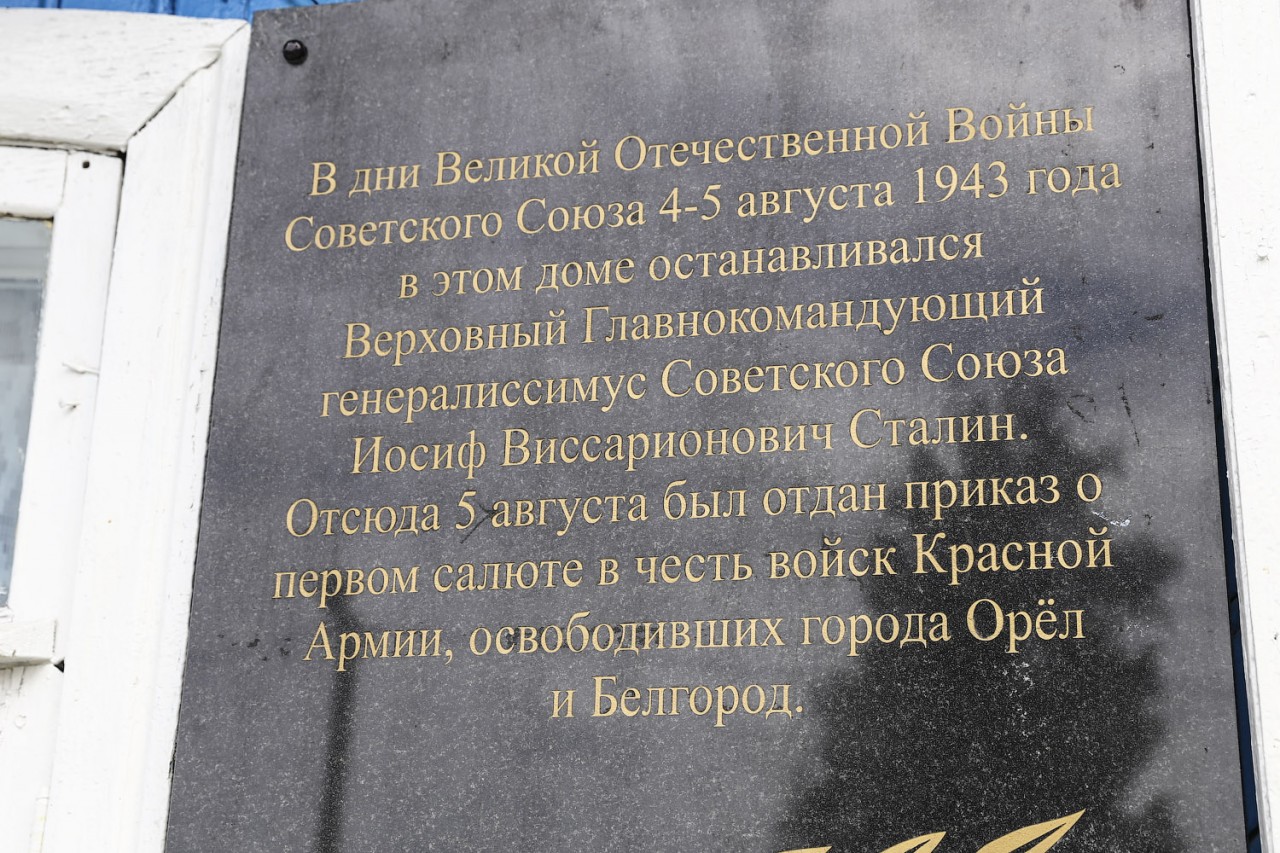 В дни Великой Отечественной Войны
Советского Союза 4-5 августа 1943 года
в этом доме останавливался
Верховный Главнокомандующий
генералиссимус Советского Союза
Иосиф Виссарионович Сталин.
Отсюда 5 августа был отдан приказ о
первом салюте в честь войск Красной
Армии, освободивших города Орёл
и Белгород.